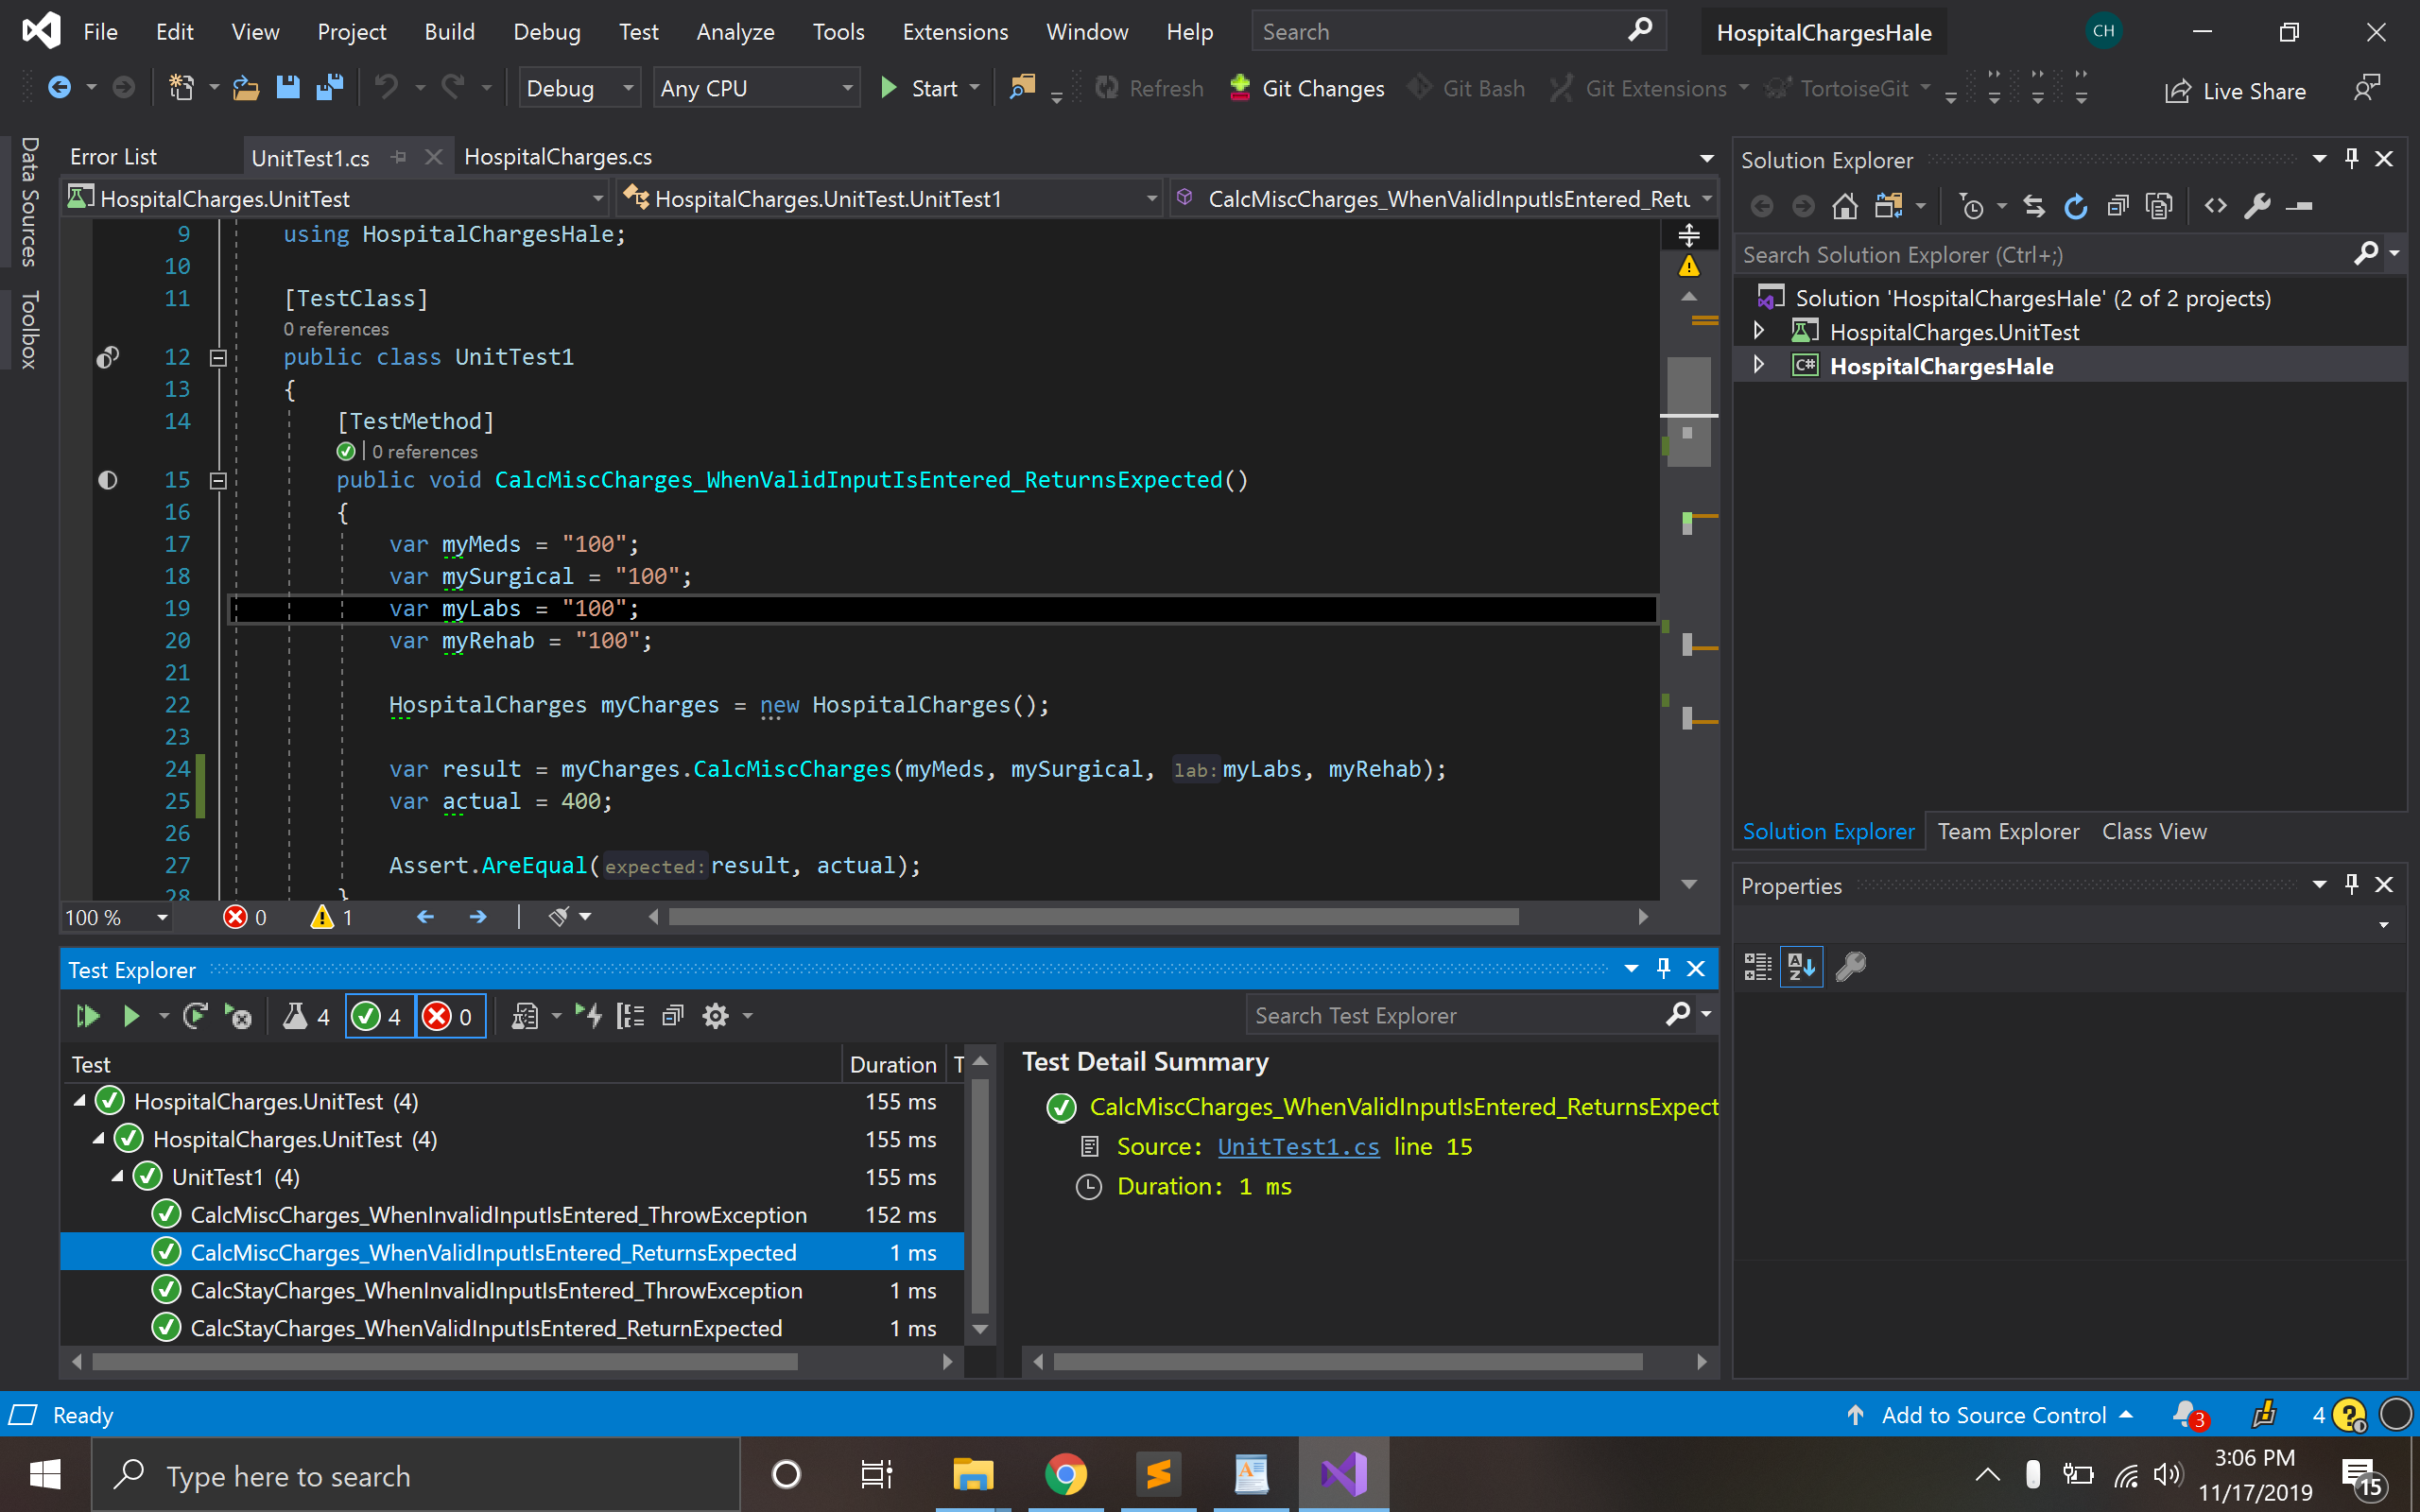 File Edit View Project Build Debug Test Analyze Tools Extensions Window Help Search HospitalChargesHale CH
Debug Any CPU Start Refresh Git Changes Git Bash Git Extensions TortoiseGit Live Share
Data Sources
Toolbox
Error List UnitTest1.cs HospitalCharges.cs
HospitalCharges.UnitTest HospitalCharges.UnitTest.UnitTest1 CalcMiscCharges_WhenValidInputIsEntered_Retu
9 using HospitalChargesHale;
10
11 [TestClass]
0 references
12 public class UnitTest1
13 {
14 [TestMethod]
0 references
15 public void CalcMiscCharges_WhenValidInputIsEntered_ReturnsExpected()
16 {
17 var myMeds = "100";
18 var mySurgical = "100";
19 var myLabs = "100";
20 var myRehab = "100";
21
22 HospitalCharges myCharges = new HospitalCharges();
23
24 var result = myCharges.CalcMiscCharges(myMeds, mySurgical, lab: myLabs, myRehab);
25 var actual = 400;
26
27 Assert.AreEqual(expected: result, actual);
28 }
100 % 0 1
Solution Explorer
Search Solution Explorer (Ctrl+;)
Solution 'HospitalChargesHale' (2 of 2 projects)
HospitalCharges.UnitTest
C# HospitalChargesHale
Solution Explorer Team Explorer Class View
Properties
Test Explorer
4 4 0 Search Test Explorer
Test Duration T
HospitalCharges.UnitTest (4) 155 ms
HospitalCharges.UnitTest (4) 155 ms
UnitTest1 (4) 155 ms
CalcMiscCharges_WhenInvalidInputIsEntered_ThrowException 152 ms
CalcMiscCharges_WhenValidInputIsEntered_ReturnsExpected 1 ms
CalcStayCharges_WhenInvalidInputIsEntered_ThrowException 1 ms
CalcStayCharges_WhenValidInputIsEntered_ReturnExpected 1 ms
Test Detail Summary
CalcMiscCharges_WhenValidInputIsEntered_ReturnsExpect
Source: UnitTest1.cs line 15
Duration: 1 ms
Ready Add to Source Control 3 4
Type here to search 3:06 PM
11/17/2019 15